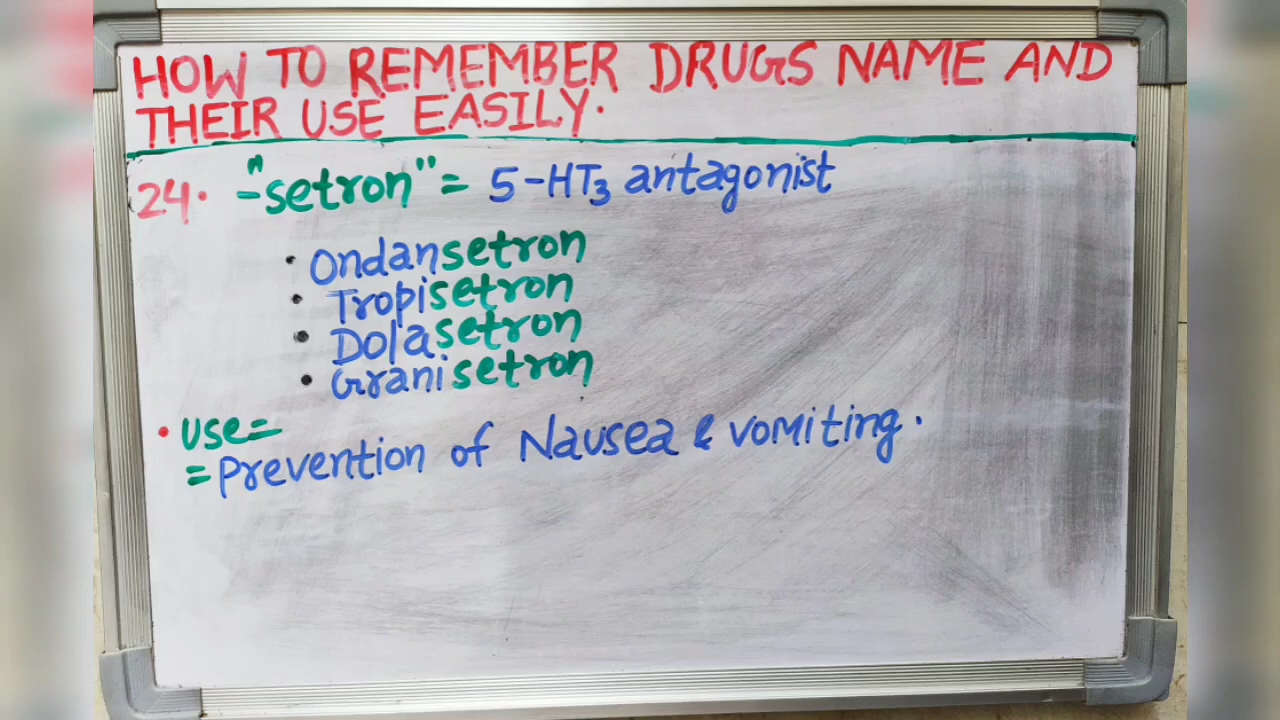 HOW TO REMEMBER DRUGS NAME AND
THEIR USE EASILY.
24. "-setron" = 5-HT₃ antagonist
• Ondansetron
• Tropisetron
• Dolasetron
• Granisetron
• use=
= Prevention of Nausea & vomiting.